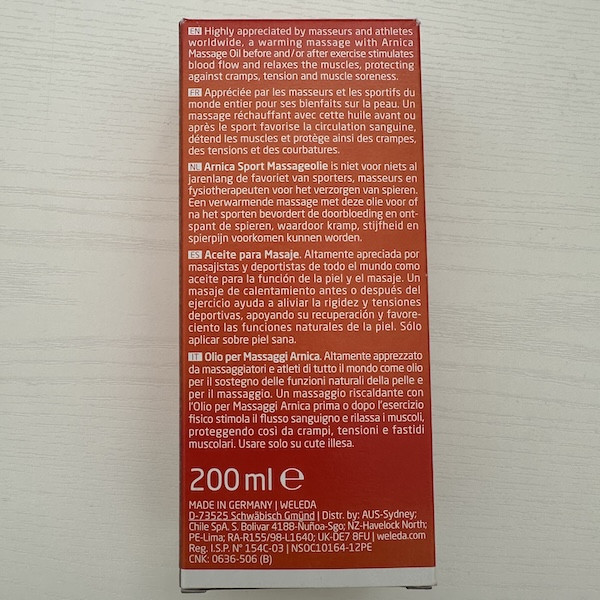 EN Highly appreciated by masseurs and athletes
worldwide, a warming massage with Arnica
Massage Oil before and/or after exercise stimulates
blood flow and relaxes the muscles, protecting
against cramps, tension and muscle soreness.
FR Appréciée par les masseurs et les sportifs du
monde entier pour ses bienfaits sur la peau. Un
massage réchauffant avec cette huile avant ou
après le sport favorise la circulation sanguine,
détend les muscles et protège ainsi des crampes,
des tensions et des courbatures.
NL Arnica Sport Massageolie is niet voor niets al
jarenlang de favoriet van sporters, masseurs en
fysiotherapeuten voor het verzorgen van spieren.
Een verwarmende massage met deze olie voor of
na het sporten bevordert de doorbloeding en ont-
spant de spieren, waardoor kramp, stijfheid en
spierpijn voorkomen kunnen worden.
ES Aceite para Masaje. Altamente apreciada por
masajistas y deportistas de todo el mundo como
aceite para la función de la piel y el masaje. Un
masaje de calentamiento antes o después del
ejercicio ayuda a aliviar la rigidez y tensiones
deportivas, apoyando su recuperación y favore-
ciento las funciones naturales de la piel. Sólo
aplicar sobre piel sana.
IT Olio per Massaggi Arnica. Altamente apprezzato
da massaggiatori e atleti di tutto il mondo come olio
per il sostegno delle funzioni naturali della pelle e
per il massaggio. Un massaggio riscaldante con
l'Olio per Massaggi Arnica prima o dopo l'esercizio
fisico stimola il flusso sanguigno e rilassa i muscoli,
proteggendo così da crampi, tensioni e fastidi
muscolari. Usare solo su cute illesa.
200 ml e
MADE IN GERMANY | WELEDA
D-73525 Schwäbisch Gmünd | Distr. by: AUS-Sydney;
Chile SpA. S. Bolivar 4188-Ñuñoa-Sgo; NZ-Havelock North;
PE-Lima; RA-R155/98-L1640; UK-DE7 8FU | weleda.com
Reg. I.S.P. N° 154C-03 | NSOC10164-12PE
CNK: 0636-506 (B)